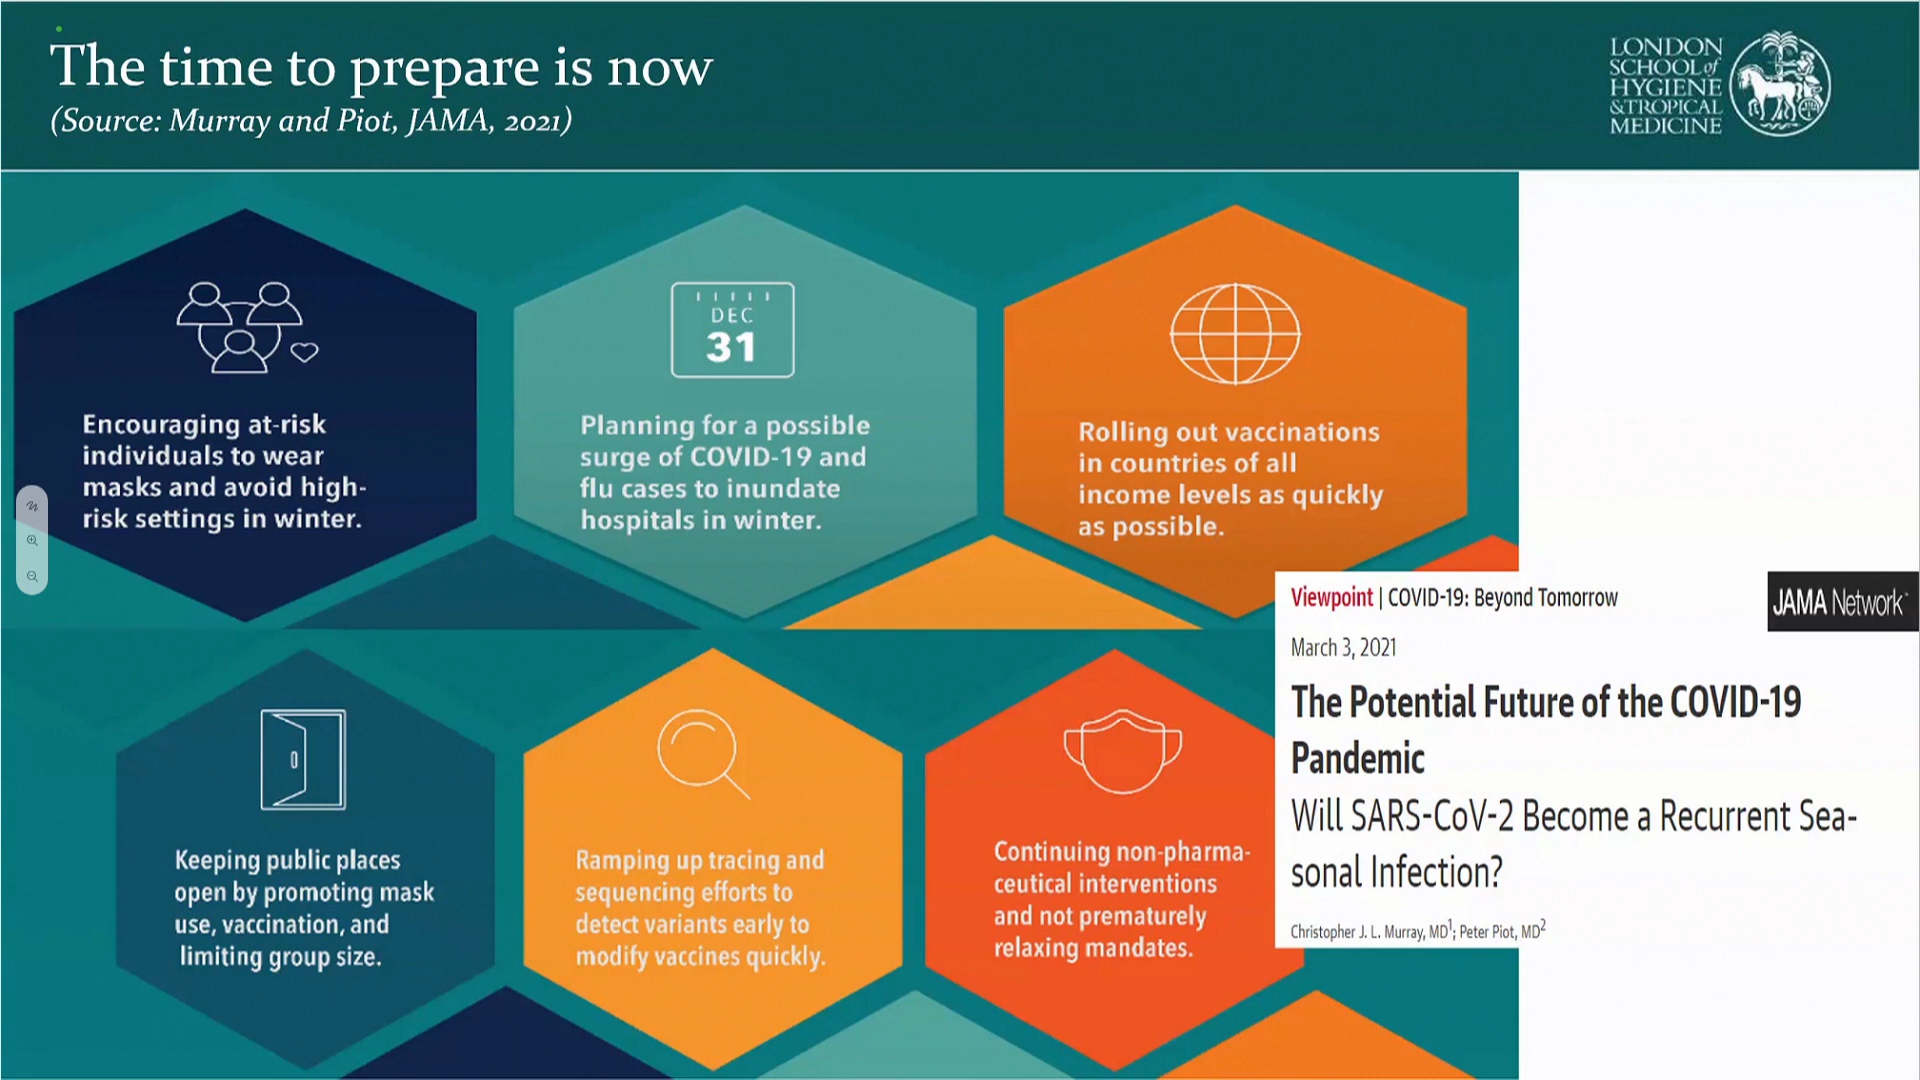 The time to prepare is now
(Source: Murray and Piot, JAMA, 2021)
LONDON
SCHOOL of
HYGIENE
& TROPICAL
MEDICINE
Encouraging at-risk
individuals to wear
masks and avoid high-
risk settings in winter.
DEC
31
Planning for a possible
surge of COVID-19 and
flu cases to inundate
hospitals in winter.
Rolling out vaccinations
in countries of all
income levels as quickly
as possible.
Keeping public places
open by promoting mask
use, vaccination, and
limiting group size.
Ramping up tracing and
sequencing efforts to
detect variants early to
modify vaccines quickly.
Continuing non-pharma-
ceutical interventions
and not prematurely
relaxing mandates.
Viewpoint | COVID-19: Beyond Tomorrow
JAMA Network
March 3, 2021
The Potential Future of the COVID-19
Pandemic
Will SARS-CoV-2 Become a Recurrent Sea-
sonal Infection?
Christopher J. L. Murray, MD1; Peter Piot, MD2